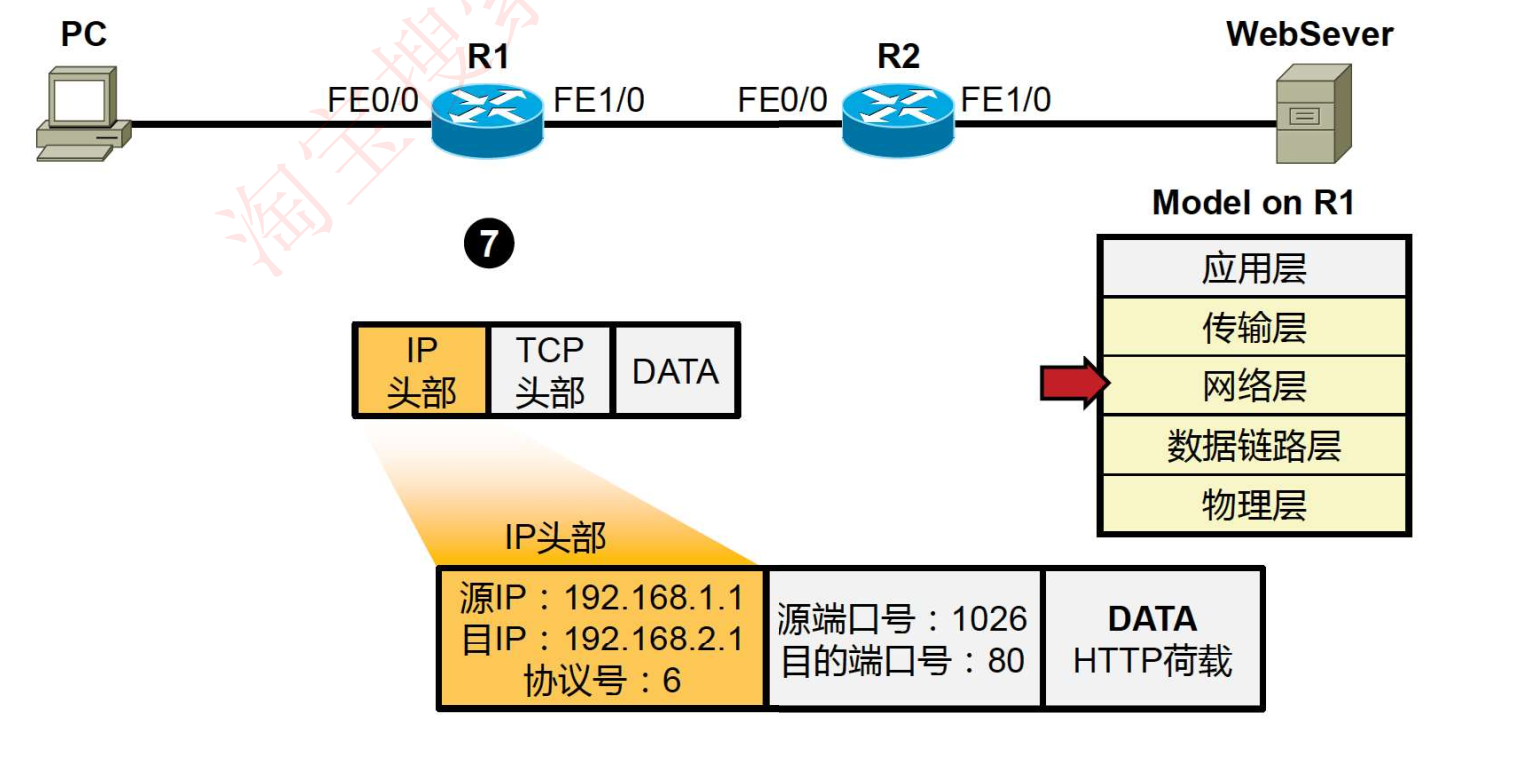 PC
R1
R2
WebSever
FE0/0
FE1/0
FE0/0
FE1/0
淘宝搜索
Model on R1
7
应用层
传输层
网络层
数据链路层
物理层
IP
头部
TCP
头部
DATA
IP头部
源IP：192.168.1.1
目IP：192.168.2.1
协议号：6
源端口号：1026
目的端口号：80
DATA
HTTP荷载